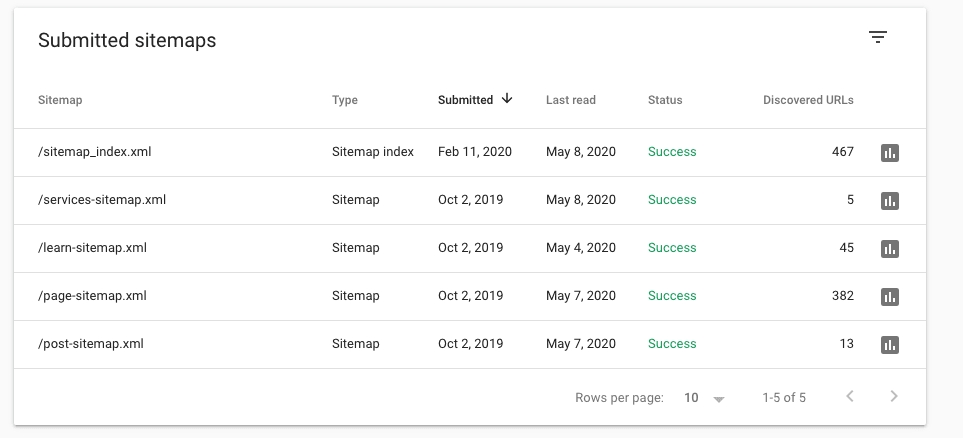 Submitted sitemaps
Sitemap Type Submitted Last read Status Discovered URLs
/sitemap_index.xml Sitemap index Feb 11, 2020 May 8, 2020 Success 467
/services-sitemap.xml Sitemap Oct 2, 2019 May 8, 2020 Success 5
/learn-sitemap.xml Sitemap Oct 2, 2019 May 4, 2020 Success 45
/page-sitemap.xml Sitemap Oct 2, 2019 May 7, 2020 Success 382
/post-sitemap.xml Sitemap Oct 2, 2019 May 7, 2020 Success 13
Rows per page: 10 1-5 of 5